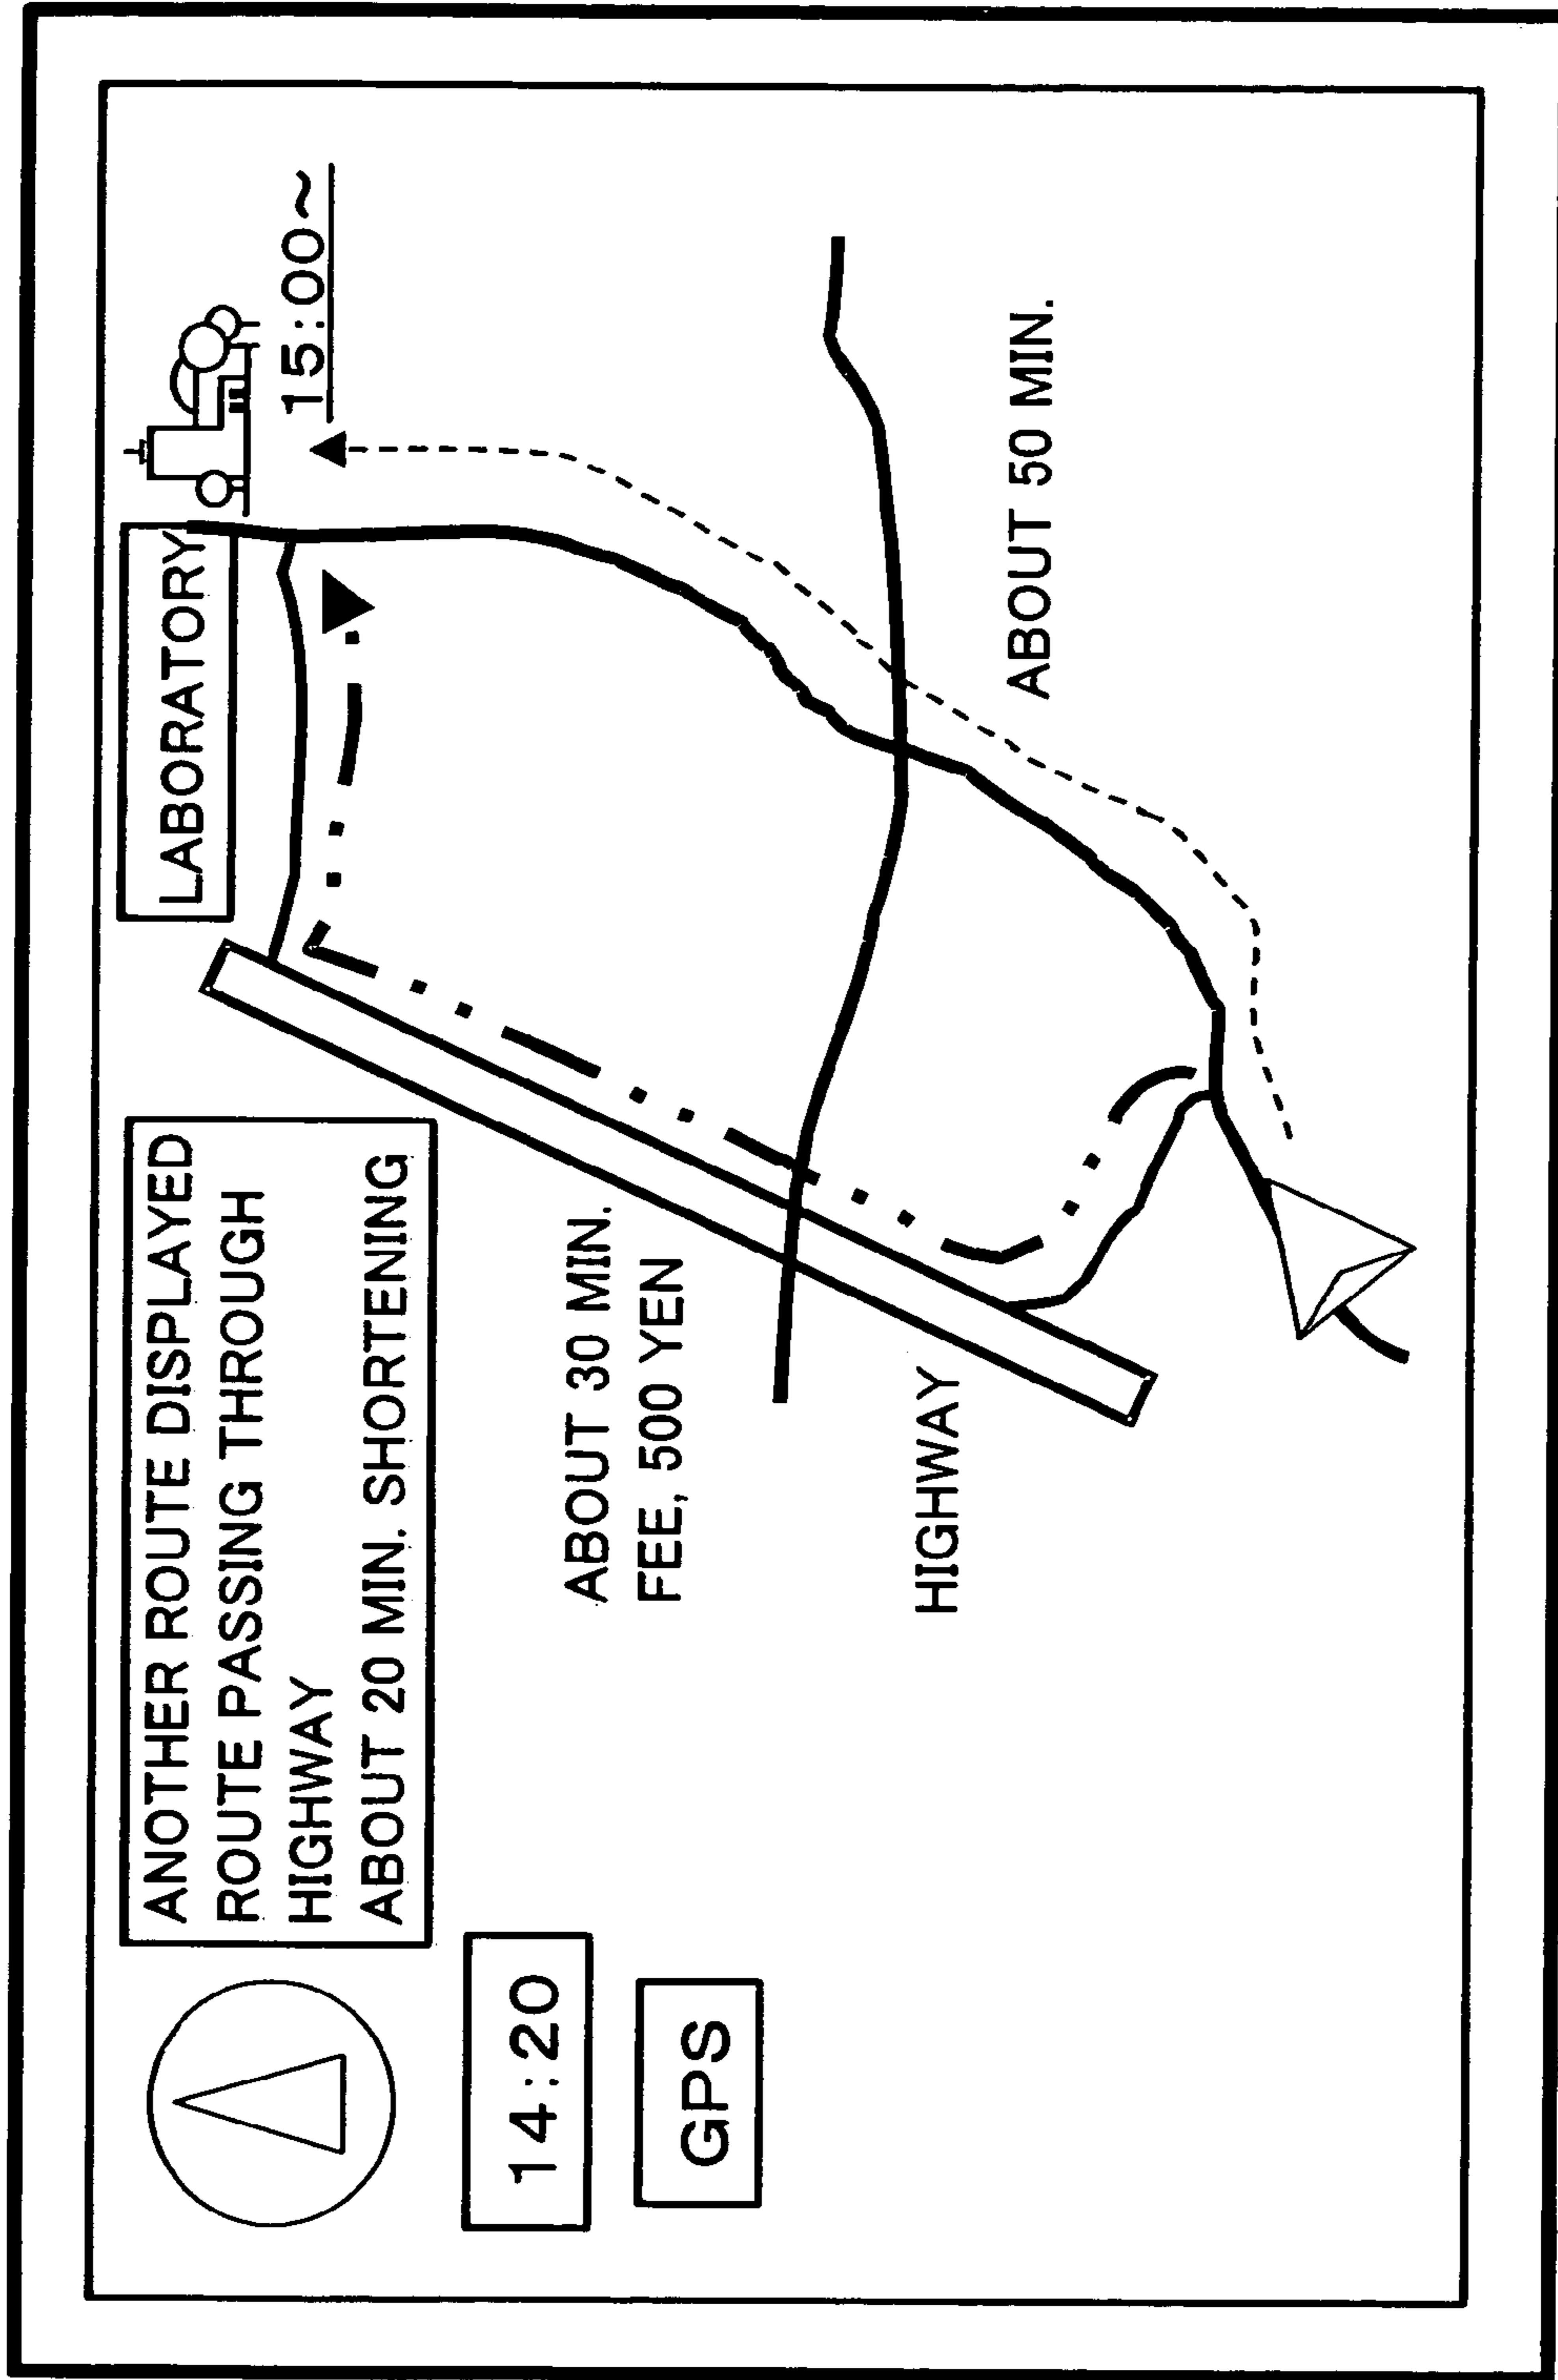 ANOTHER ROUTE DISPLAYED
ROUTE PASSING THROUGH
HIGHWAY
ABOUT 20 MIN. SHORTENING
LABORATORY
15:00~
14:20
GPS
ABOUT 30 MIN.
FEE, 500 YEN
HIGHWAY
ABOUT 50 MIN.